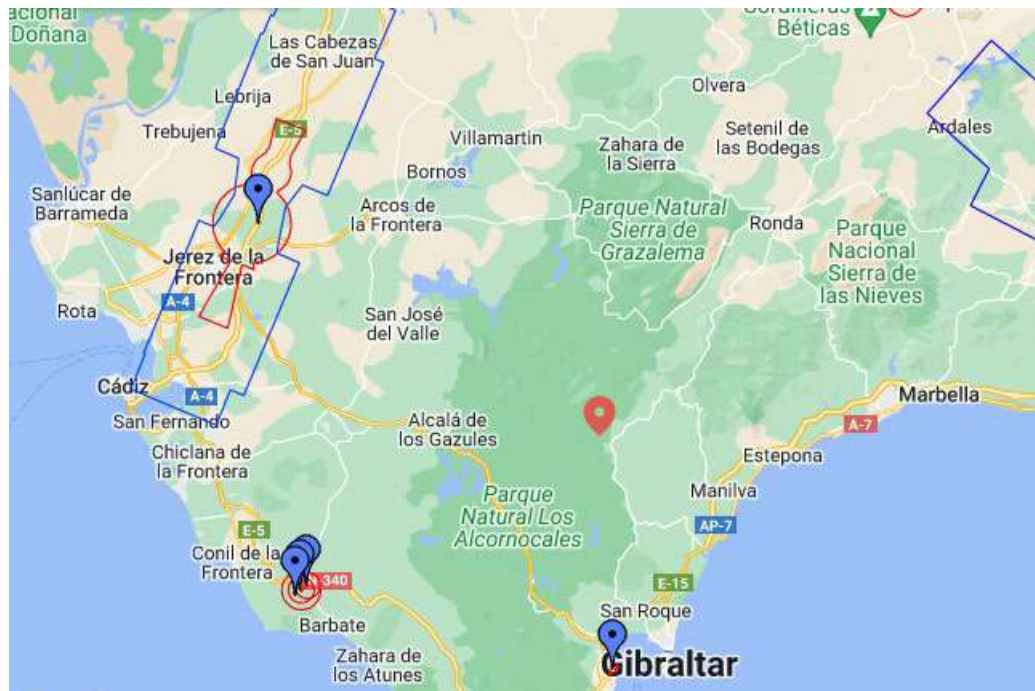 acional
Doñana
Las Cabezas
de San Juan
Cordilleras
Béticas
Lebrija
Olvera
Trebujena
E-5
Villamartin
Setenil de
las Bodegas
Ardales
Zahara de
la Sierra
Bornos
Sanlúcar de
Barrameda
Arcos de
la Frontera
Parque Natural
Sierra de
Grazalema
Ronda
Parque
Nacional
Sierra de
las Nieves
Jerez de la
Frontera
A-4
Rota
San José
del Valle
Cádiz
A-4
Marbella
San Fernando
Alcalá de
los Gazules
A-7
Chiclana de
la Frontera
Estepona
Manilva
Parque
Natural Los
Alcornocales
E-5
AP-7
Conil de la
Frontera
N-340
E-15
Barbate
San Roque
Zahara de
los Atunes
Gibraltar